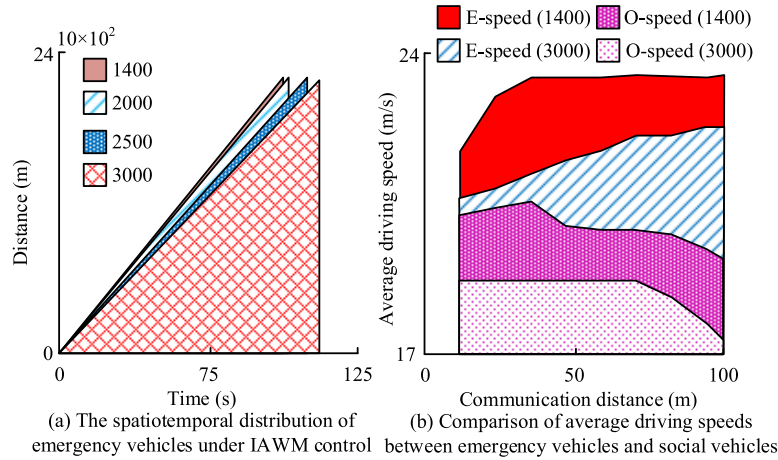 10×10²
24
1400
2000
2500
3000
Distance (m)
0
0
75
125
Time (s)
(a) The spatiotemporal distribution of
emergency vehicles under IAWM control
E-speed (1400)
O-speed (1400)
E-speed (3000)
O-speed (3000)
24
Average driving speed (m/s)
17
0
50
100
Communication distance (m)
(b) Comparison of average driving speeds
between emergency vehicles and social vehicles